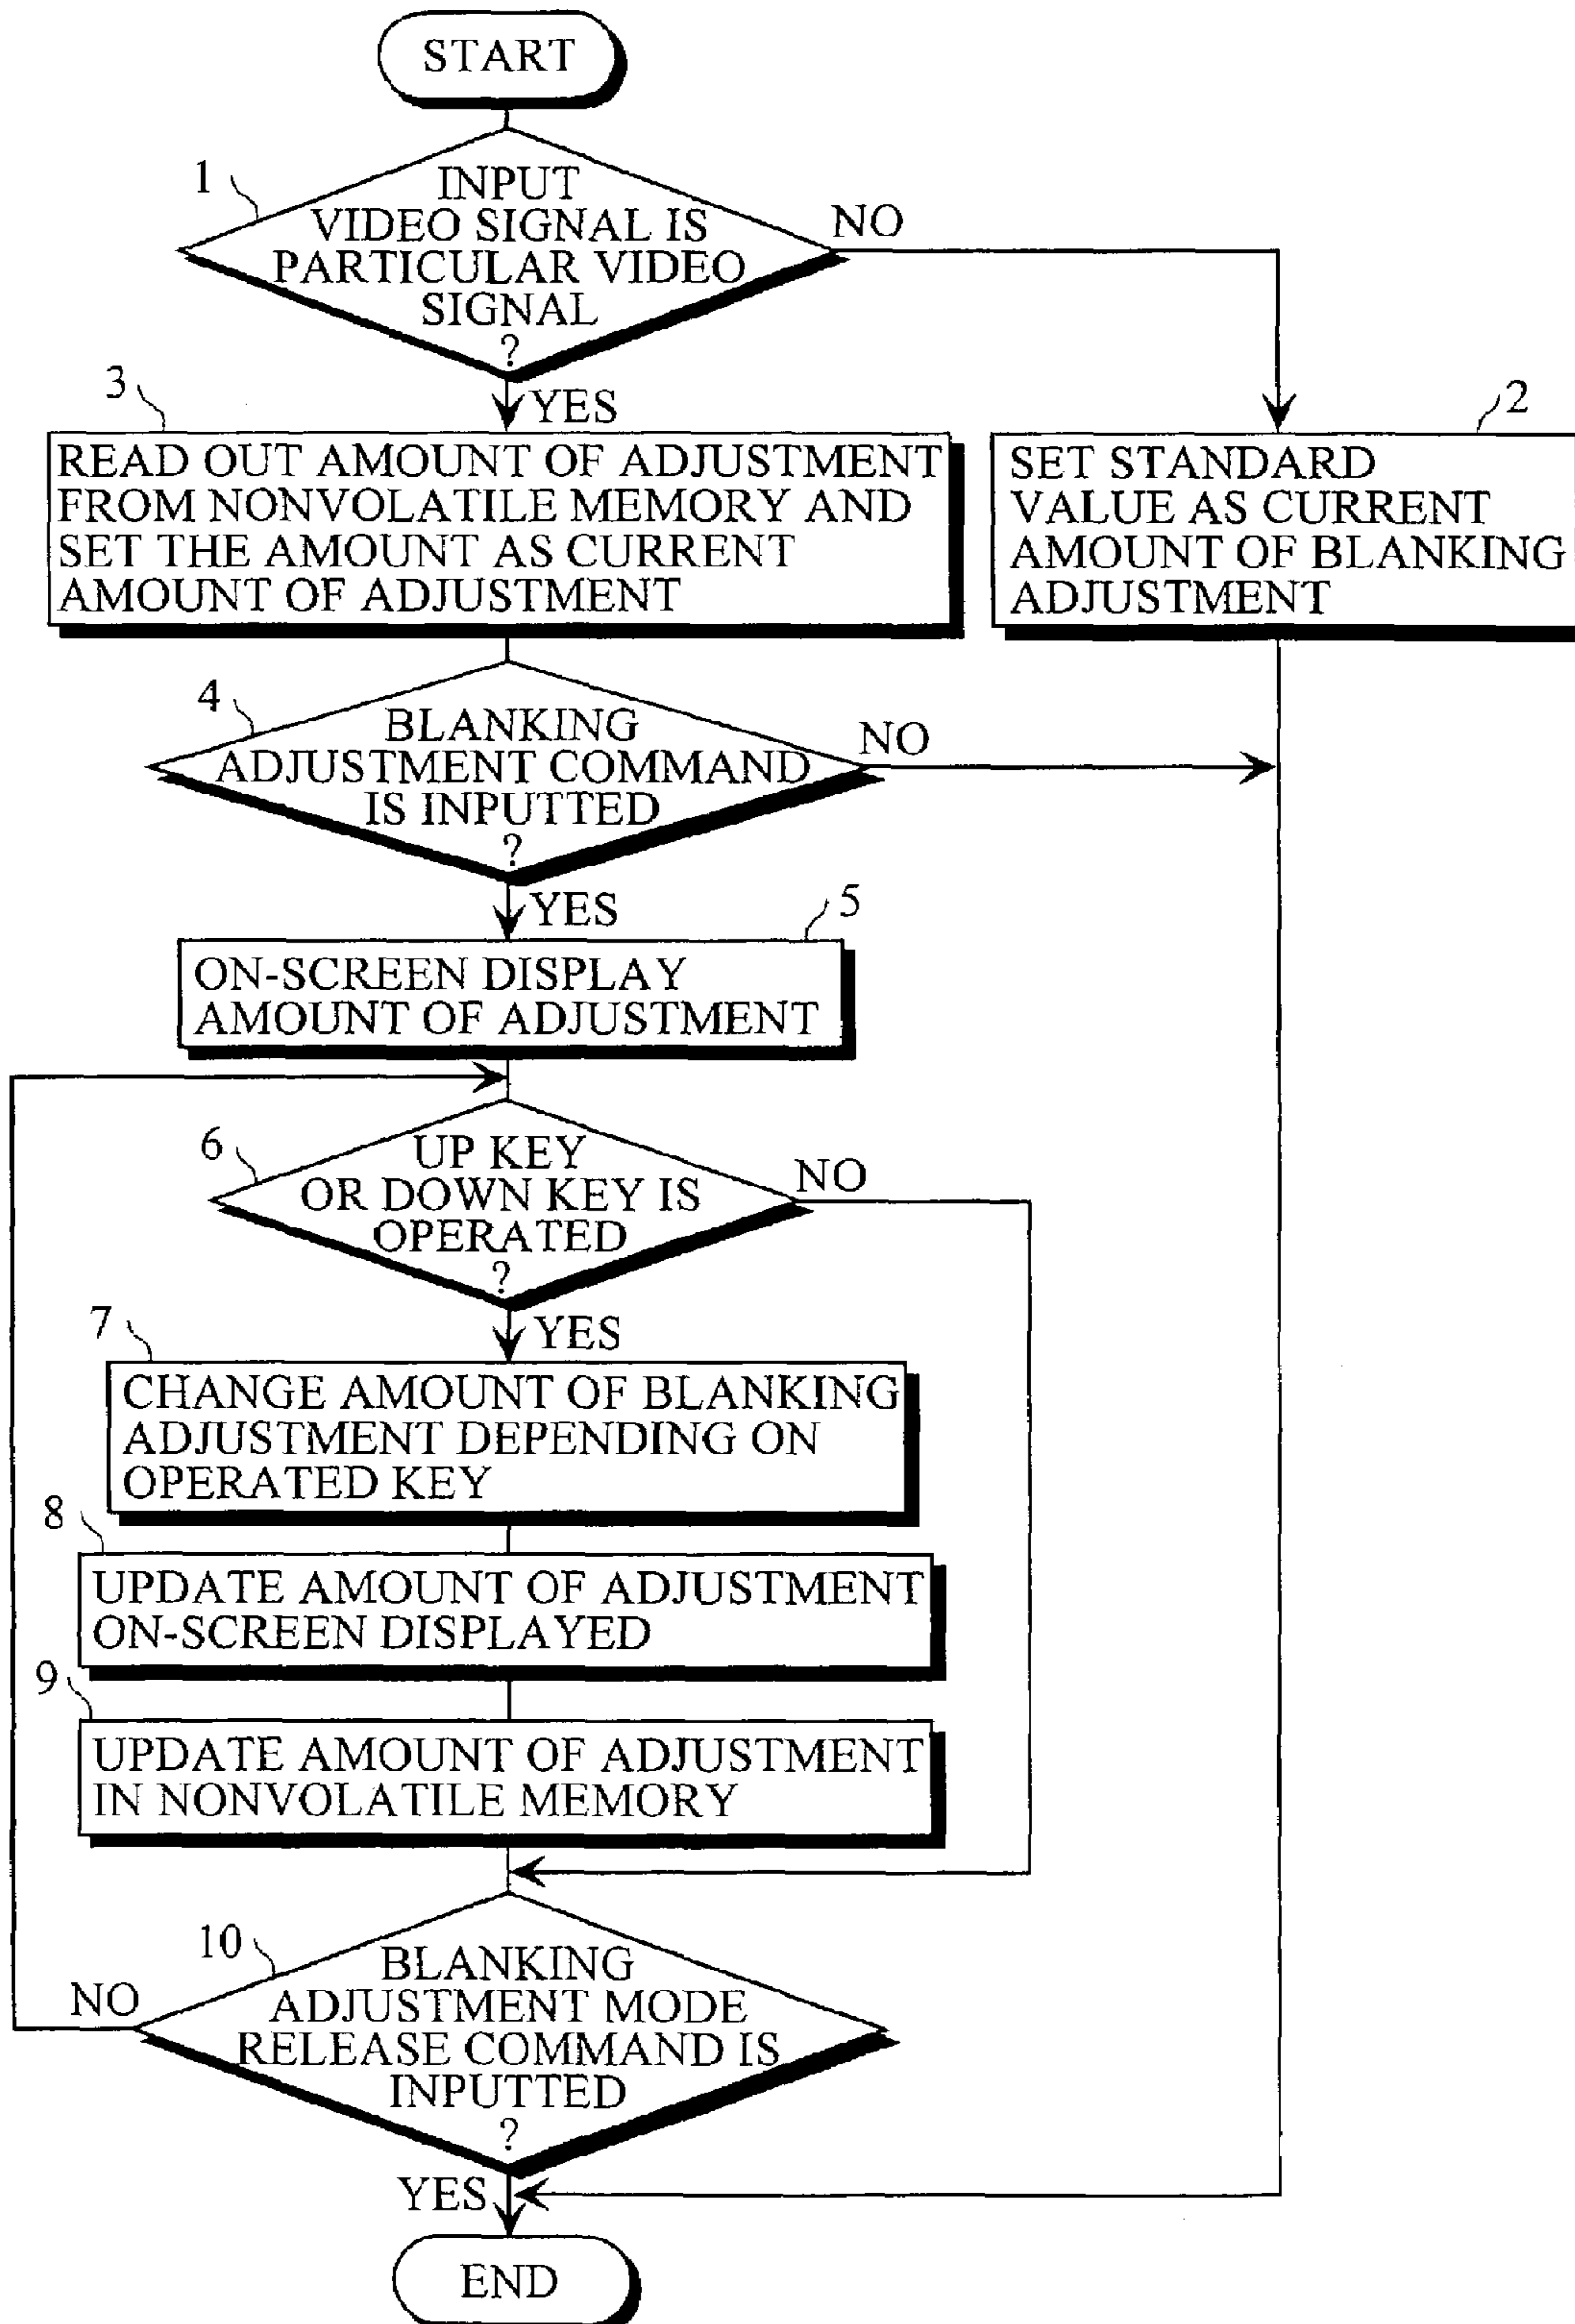 START
1
INPUT
VIDEO SIGNAL IS
PARTICULAR VIDEO
SIGNAL
?
NO
YES
3
READ OUT AMOUNT OF ADJUSTMENT
FROM NONVOLATILE MEMORY AND
SET THE AMOUNT AS CURRENT
AMOUNT OF ADJUSTMENT
2
SET STANDARD
VALUE AS CURRENT
AMOUNT OF BLANKING
ADJUSTMENT
4
BLANKING
ADJUSTMENT COMMAND
IS INPUTTED
?
NO
YES
5
ON-SCREEN DISPLAY
AMOUNT OF ADJUSTMENT
6
UP KEY
OR DOWN KEY IS
OPERATED
?
NO
YES
7
CHANGE AMOUNT OF BLANKING
ADJUSTMENT DEPENDING ON
OPERATED KEY
8
UPDATE AMOUNT OF ADJUSTMENT
ON-SCREEN DISPLAYED
9
UPDATE AMOUNT OF ADJUSTMENT
IN NONVOLATILE MEMORY
10
BLANKING
ADJUSTMENT MODE
RELEASE COMMAND IS
INPUTTED
?
NO
YES
END